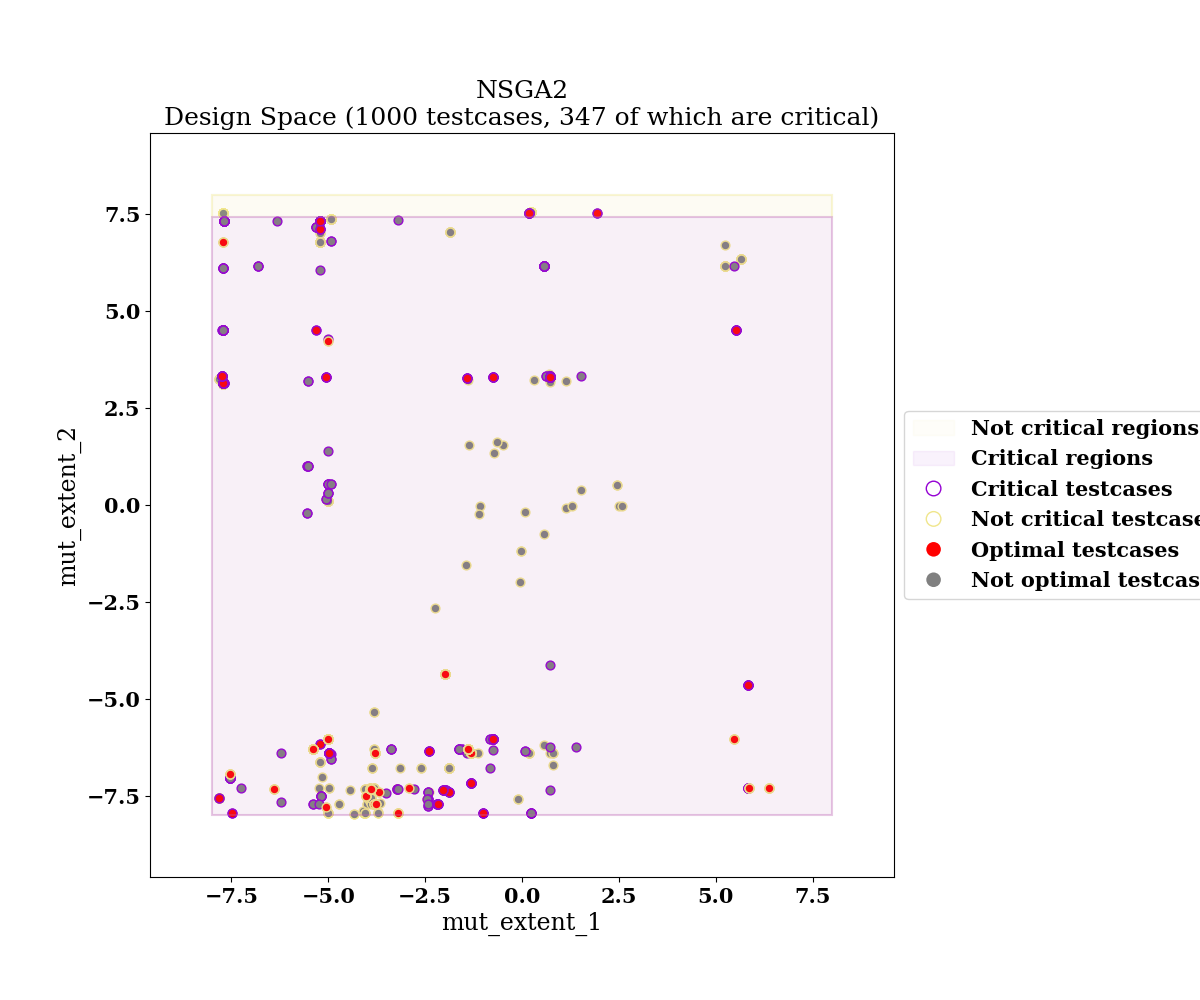 NSGA2
Design Space (1000 testcases, 347 of which are critical)
mut_extent_2
7.5
5.0
2.5
0.0
−2.5
−5.0
−7.5
−7.5 −5.0 −2.5 0.0 2.5 5.0 7.5
mut_extent_1
Not critical regions
Critical regions
Critical testcases
Not critical testcase
Optimal testcases
Not optimal testcas